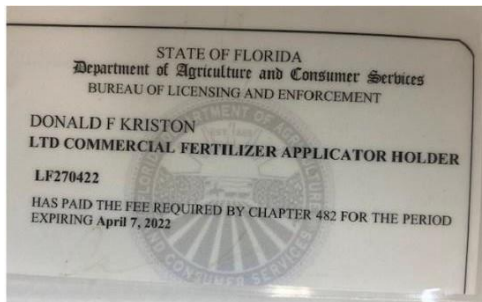 STATE OF FLORIDA
Department of Agriculture and Consumer Services
BUREAU OF LICENSING AND ENFORCEMENT
DONALD F KRISTON
LTD COMMERCIAL FERTILIZER APPLICATOR HOLDER
LF270422
HAS PAID THE FEE REQUIRED BY CHAPTER 482 FOR THE PERIOD
EXPIRING April 7, 2022